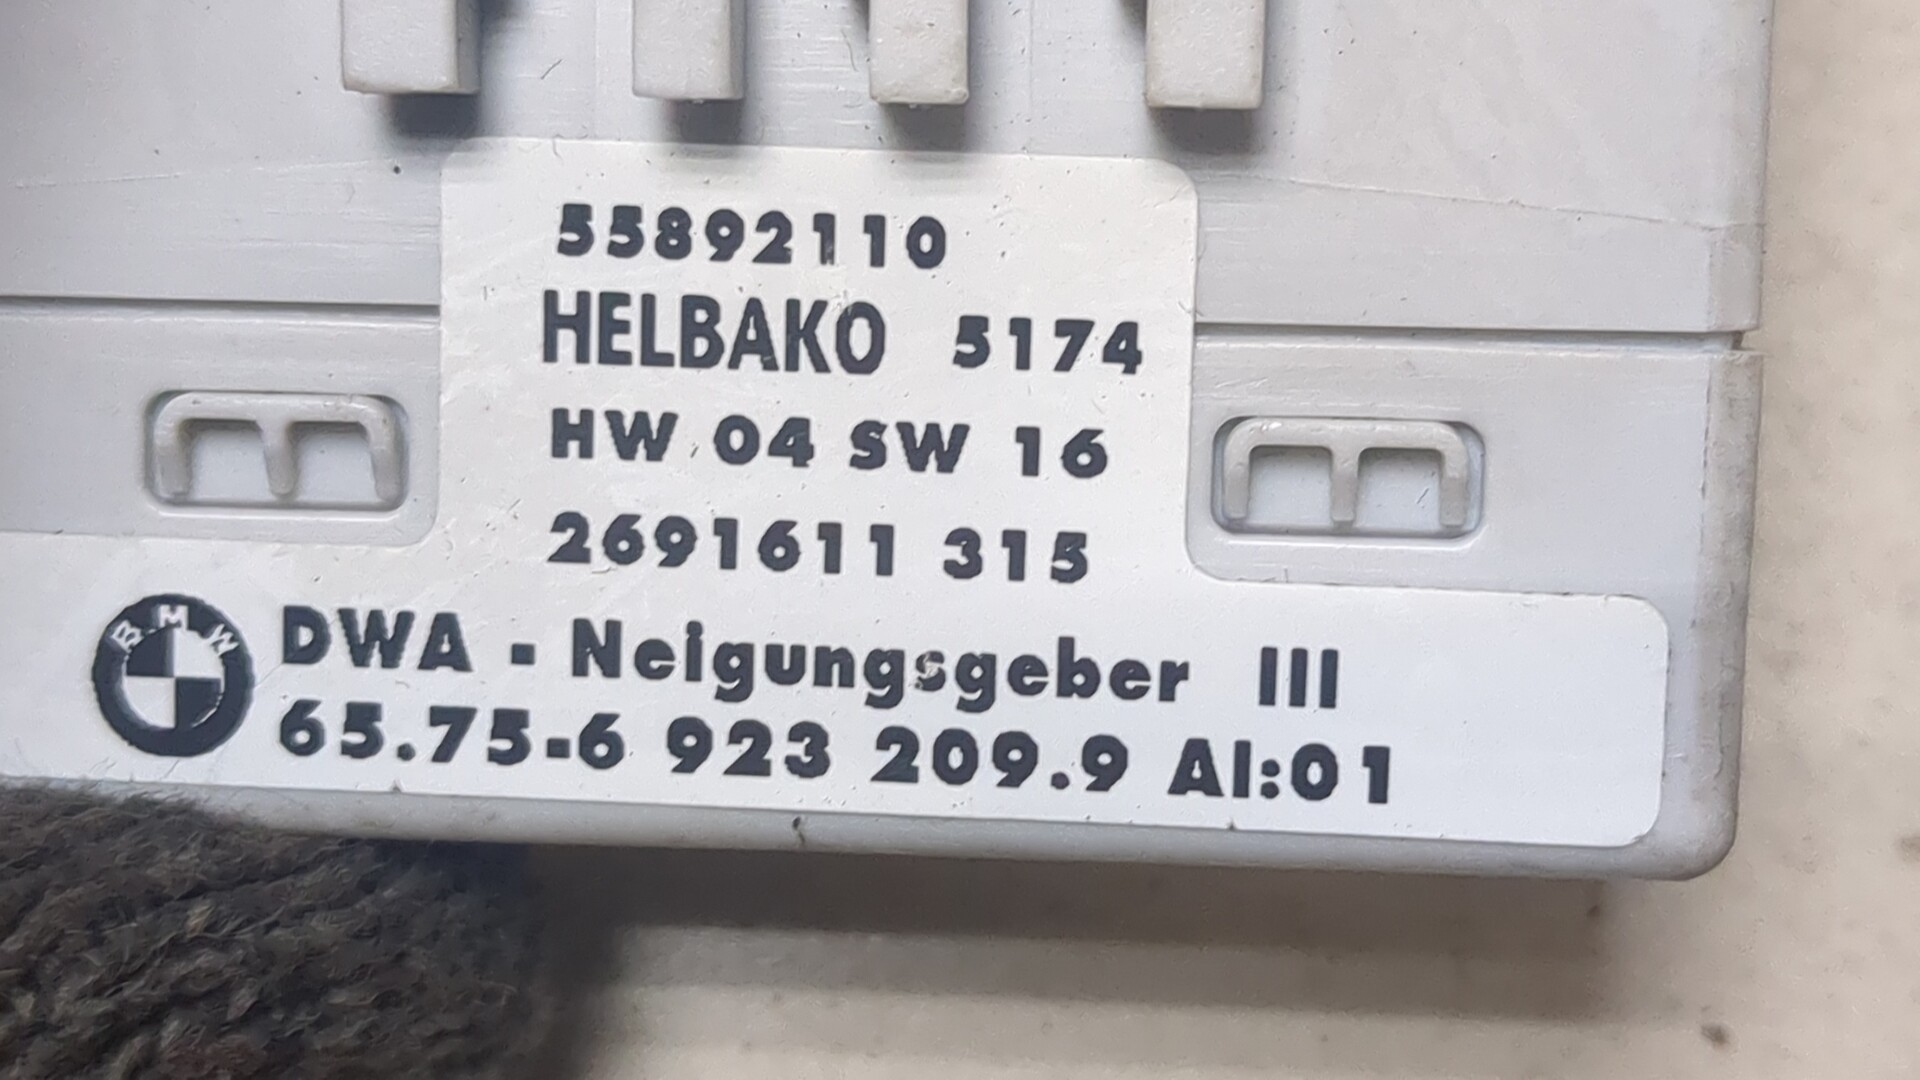 55892110
HELBAKO 5174
HW 04 SW 16
2691611 315
BMW
DWA - Neigungsgeber III
65.75-6 923 209.9 AI:01